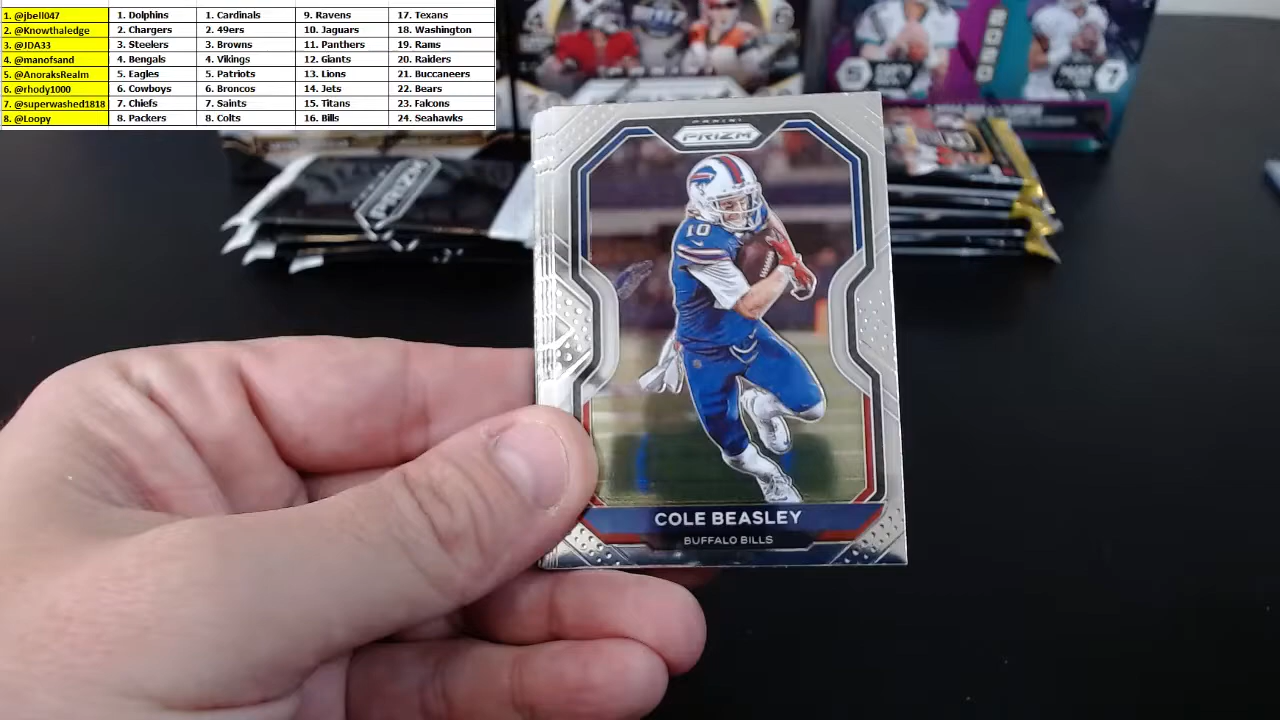 1. @jbell047 1. Dolphins 1. Cardinals 9. Ravens 17. Texans
2. @Knowthaledge 2. Chargers 2. 49ers 10. Jaguars 18. Washington
3. @JDA33 3. Steelers 3. Browns 11. Panthers 19. Rams
4. @manofsand 4. Bengals 4. Vikings 12. Giants 20. Raiders
5. @AnoraksRealm 5. Eagles 5. Patriots 13. Lions 21. Buccaneers
6. @rhody1000 6. Cowboys 6. Broncos 14. Jets 22. Bears
7. @superwashed1818 7. Chiefs 7. Saints 15. Titans 23. Falcons
8. @Loopy 8. Packers 8. Colts 16. Bills 24. Seahawks
PANINI
PRIZM
10
COLE BEASLEY
BUFFALO BILLS
PRIZM
7